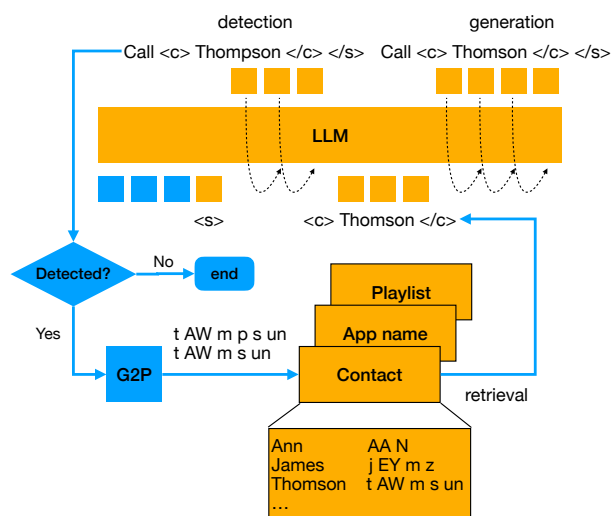 detection
generation
Call <c> Thompson </c> </s>
Call <c> Thomson </c> </s>
LLM
<s>
<c> Thomson </c>
Detected?
No
end
Yes
Playlist
App name
Contact
t AW m p s un
t AW m s un
G2P
retrieval
Ann AA N
James j EY m z
Thomson t AW m s un
...